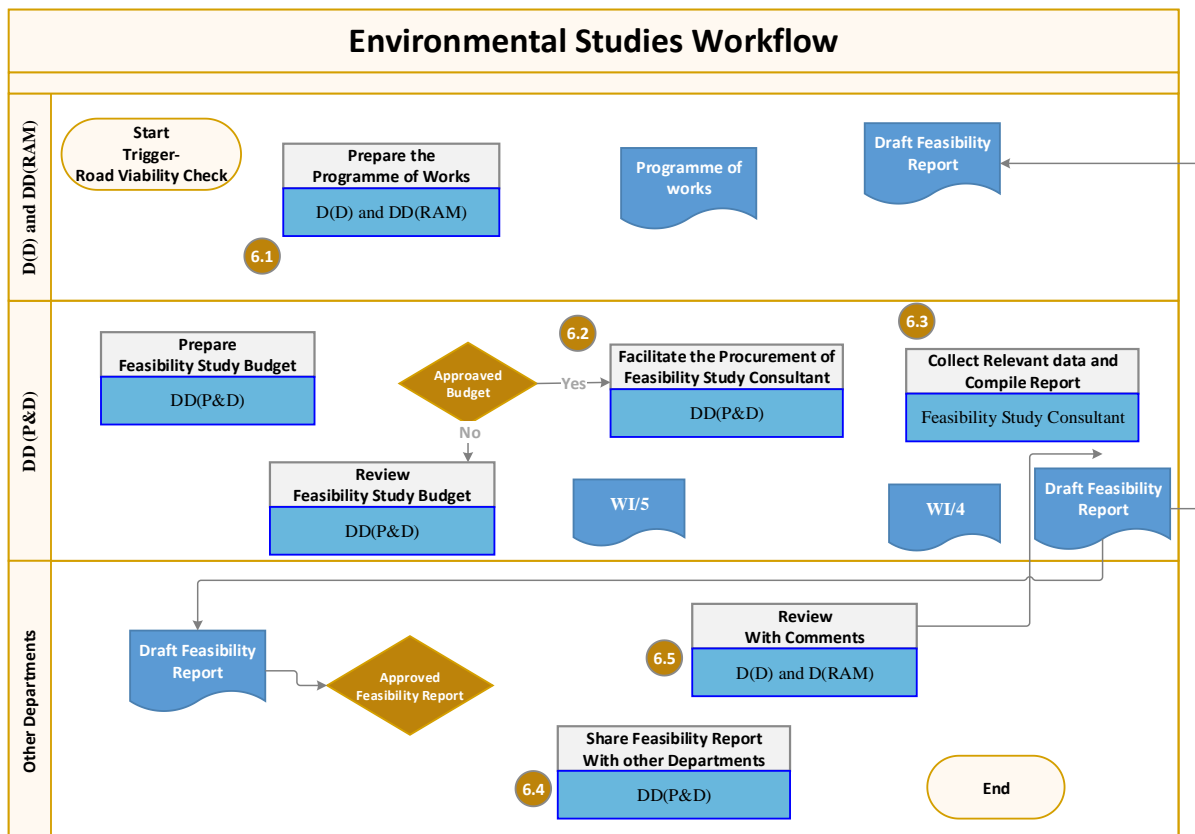 Environmental Studies Workflow
D(D) and DD(RAM)
Start
Trigger-
Road Viability Check
Prepare the
Programme of Works
D(D) and DD(RAM)
6.1
Programme of
works
Draft Feasibility
Report
DD (P&D)
Prepare
Feasibility Study Budget
DD(P&D)
Approaved
Budget
Yes
No
6.2
Facilitate the Procurement of
Feasibility Study Consultant
DD(P&D)
6.3
Collect Relevant data and
Compile Report
Feasibility Study Consultant
Review
Feasibility Study Budget
DD(P&D)
WI/5
WI/4
Draft Feasibility
Report
Other Departments
Draft Feasibility
Report
Approved
Feasibility Report
6.5
Review
With Comments
D(D) and D(RAM)
6.4
Share Feasibility Report
With other Departments
DD(P&D)
End